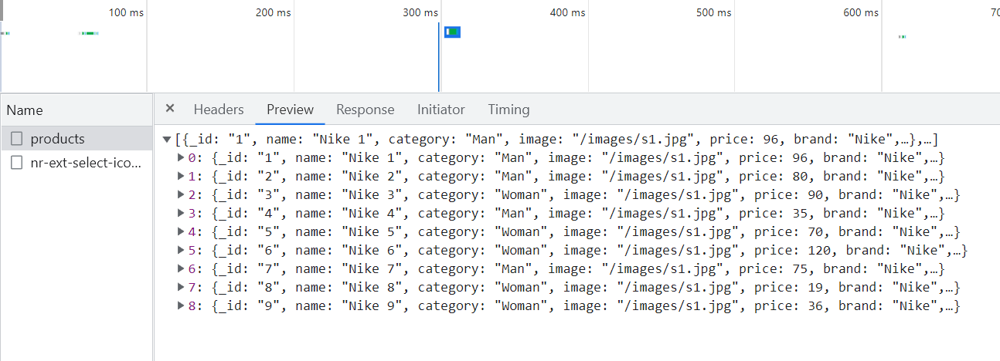 100 ms 200 ms 300 ms 400 ms 500 ms 600 ms 70
Name
× Headers Preview Response Initiator Timing
products
nr-ext-select-ico...
[{_id: "1", name: "Nike 1", category: "Man", image: "/images/s1.jpg", price: 96, brand: "Nike",…},…]
0: {_id: "1", name: "Nike 1", category: "Man", image: "/images/s1.jpg", price: 96, brand: "Nike",…}
1: {_id: "2", name: "Nike 2", category: "Man", image: "/images/s1.jpg", price: 80, brand: "Nike",…}
2: {_id: "3", name: "Nike 3", category: "Woman", image: "/images/s1.jpg", price: 90, brand: "Nike",…}
3: {_id: "4", name: "Nike 4", category: "Man", image: "/images/s1.jpg", price: 35, brand: "Nike",…}
4: {_id: "5", name: "Nike 5", category: "Woman", image: "/images/s1.jpg", price: 70, brand: "Nike",…}
5: {_id: "6", name: "Nike 6", category: "Woman", image: "/images/s1.jpg", price: 120, brand: "Nike",…}
6: {_id: "7", name: "Nike 7", category: "Man", image: "/images/s1.jpg", price: 75, brand: "Nike",…}
7: {_id: "8", name: "Nike 8", category: "Woman", image: "/images/s1.jpg", price: 19, brand: "Nike",…}
8: {_id: "9", name: "Nike 9", category: "Woman", image: "/images/s1.jpg", price: 36, brand: "Nike",…}